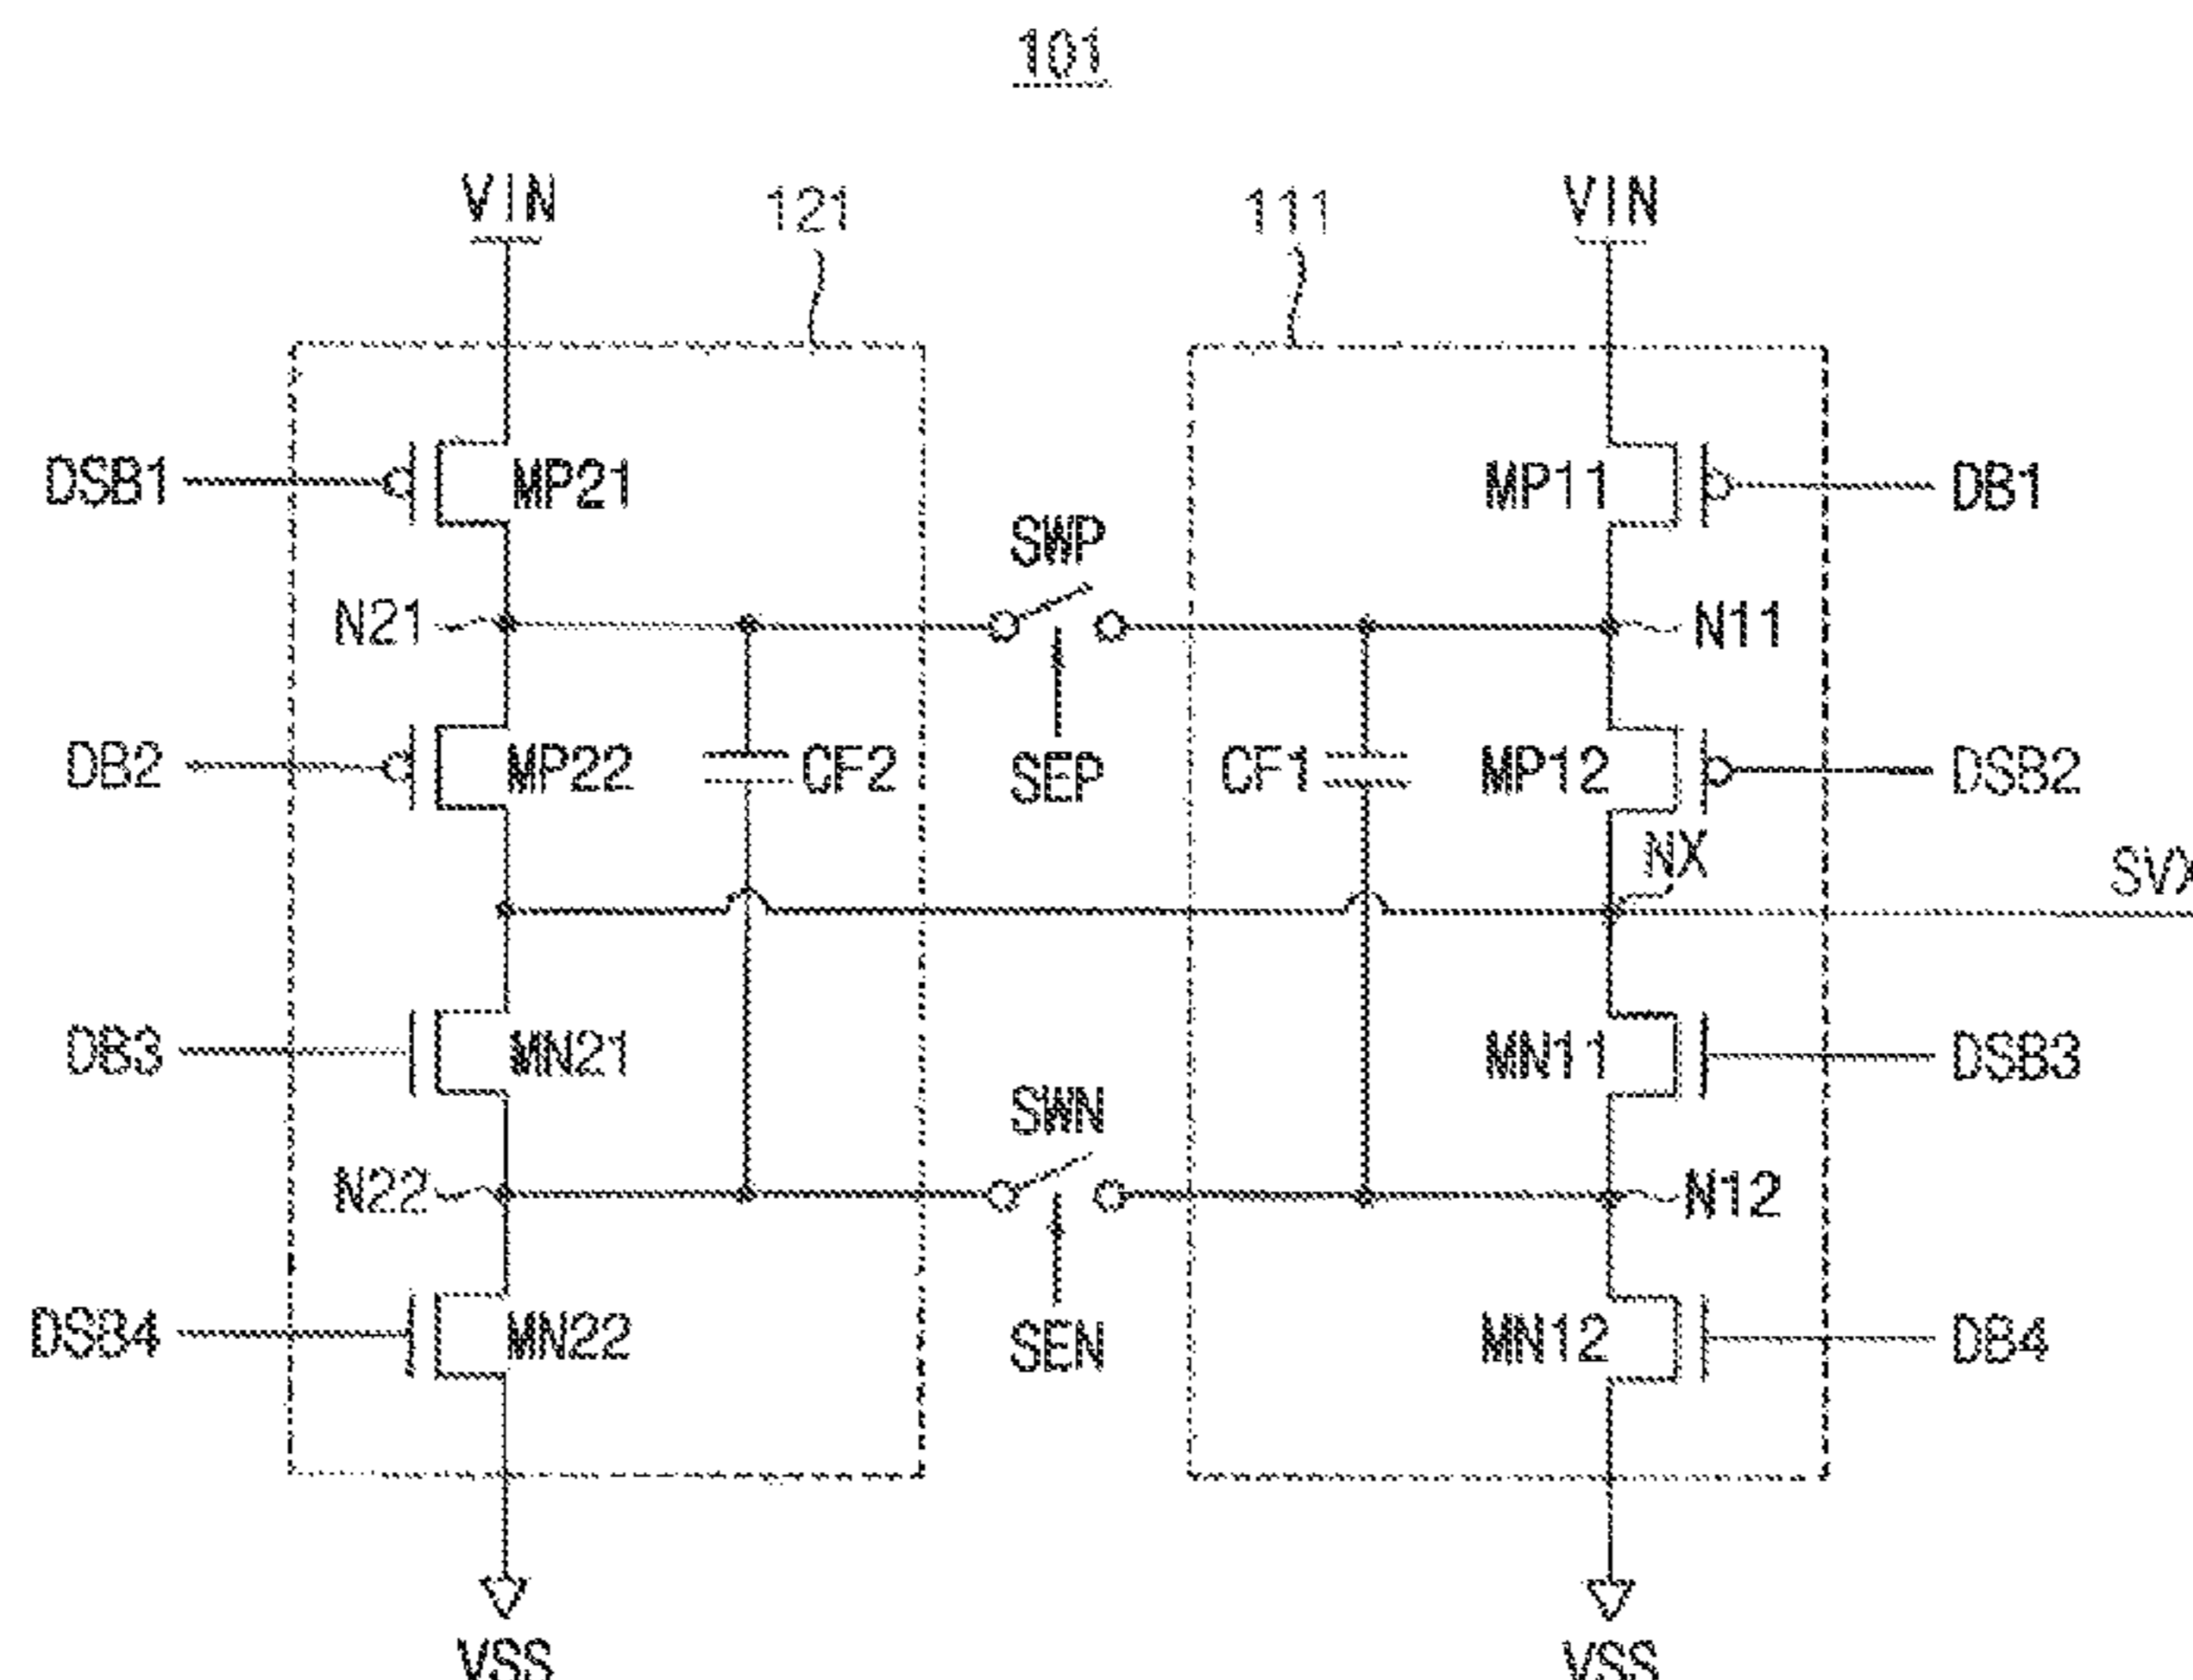 101
VIN 121 111 VIN
DSB1 MP21 MP11 DB1
SWP
N21 N11
DB2 MP22 CF2 SEP CF1 MP12 DSB2
NX
SVX
DB3 MN21 MN11 DSB3
SWN
N22 N12
DSB4 MN22 SEN MN12 DB4
VSS VSS